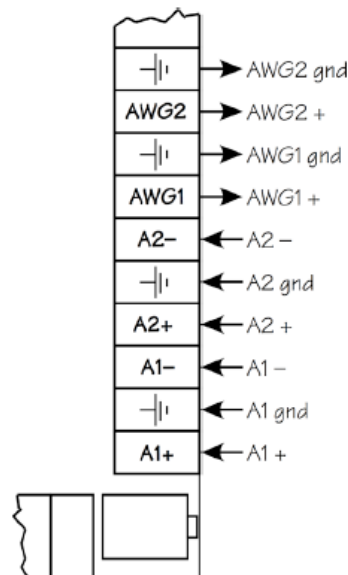 AWG2 gnd
AWG2 AWG2 +
AWG1 gnd
AWG1 AWG1 +
A2− A2 −
A2 gnd
A2+ A2 +
A1− A1 −
A1 gnd
A1+ A1 +